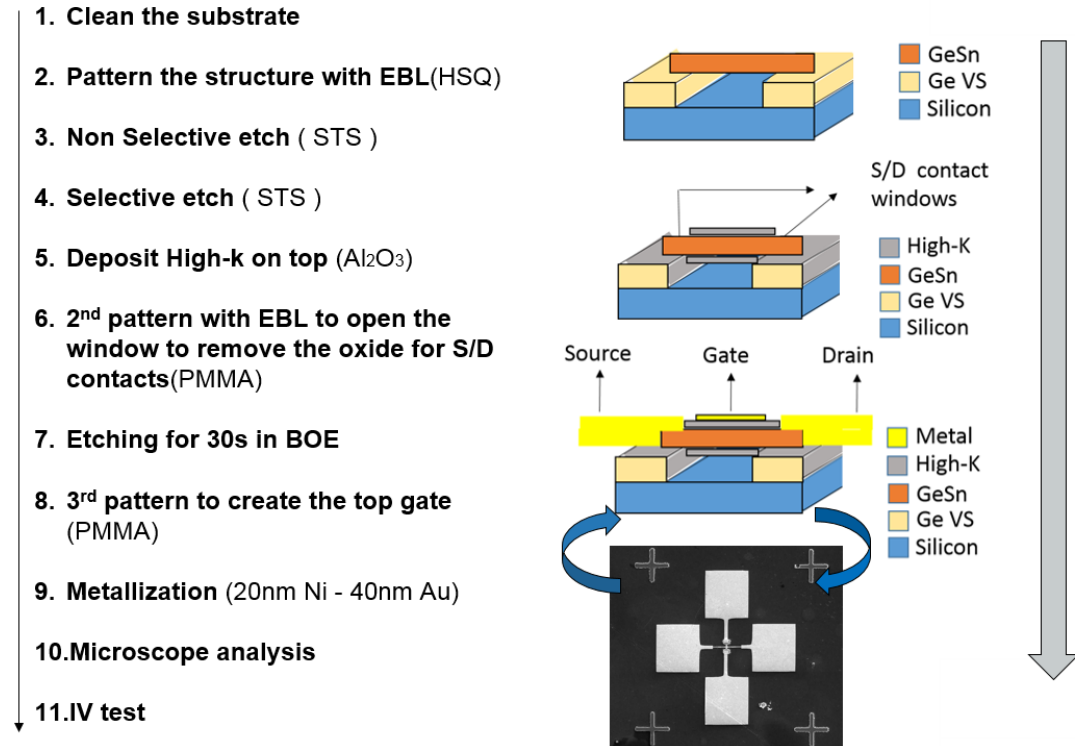 1. Clean the substrate
2. Pattern the structure with EBL(HSQ)
3. Non Selective etch ( STS )
4. Selective etch ( STS )
5. Deposit High-k on top (Al₂O₃)
6. 2nd pattern with EBL to open the
window to remove the oxide for S/D
contacts(PMMA)
7. Etching for 30s in BOE
8. 3rd pattern to create the top gate
(PMMA)
9. Metallization (20nm Ni - 40nm Au)
10.Microscope analysis
11.IV test
GeSn
Ge VS
Silicon
S/D contact
windows
High-K
GeSn
Ge VS
Silicon
Source
Gate
Drain
Metal
High-K
GeSn
Ge VS
Silicon